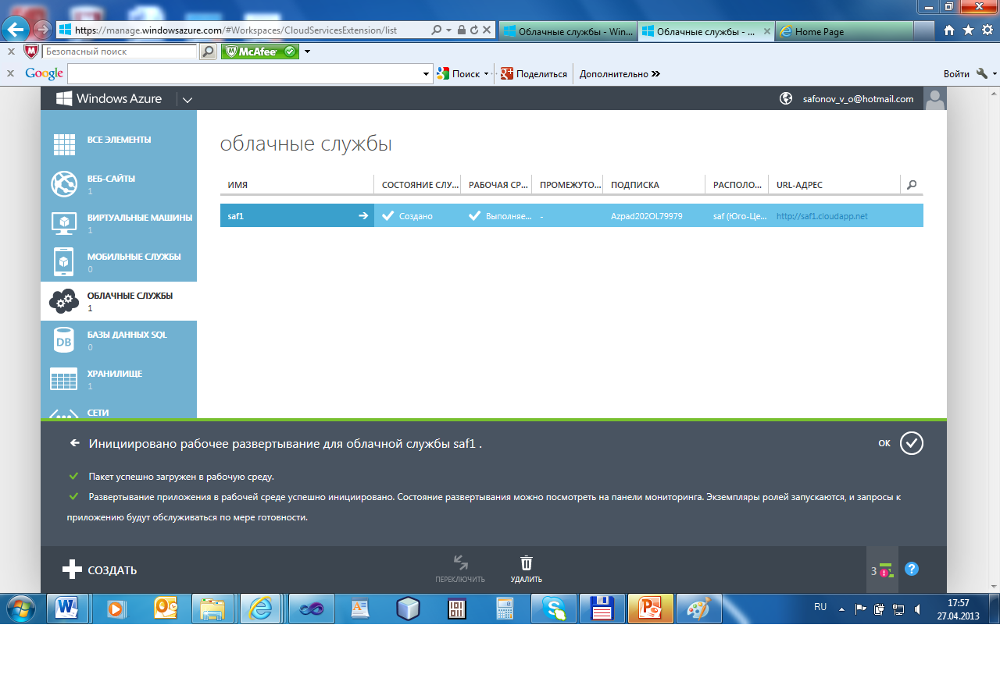 https://manage.windowsazure.com/#Workspaces/CloudServicesExtension/list
Облачные службы - Win...
Облачные службы - ...
Home Page
Безопасный поиск
McAfee
Google
Поиск
Поделиться
Дополнительно
Войти
Windows Azure
safonov_v_o@hotmail.com
ВСЕ ЭЛЕМЕНТЫ
ВЕБ-САЙТЫ
1
ВИРТУАЛЬНЫЕ МАШИНЫ
1
МОБИЛЬНЫЕ СЛУЖБЫ
0
ОБЛАЧНЫЕ СЛУЖБЫ
1
DB
БАЗЫ ДАННЫХ SQL
0
ХРАНИЛИЩЕ
1
СЕТИ
облачные службы
ИМЯ СОСТОЯНИЕ СЛУ... РАБОЧАЯ СР... ПРОМЕЖУТО... ПОДПИСКА РАСПОЛО... URL-АДРЕС
saf1 Создано Выполняе... - Azpad202OL79979 saf (Юго-Це... http://saf1.cloudapp.net
Инициировано рабочее развертывание для облачной службы saf1 .
ОК
Пакет успешно загружен в рабочую среду.
Развертывание приложения в рабочей среде успешно инициировано. Состояние развертывания можно посмотреть на панели мониторинга. Экземпляры ролей запускаются, и запросы к
приложению будут обслуживаться по мере готовности.
СОЗДАТЬ
ПЕРЕКЛЮЧИТЬ
УДАЛИТЬ
3
RU
17:57
27.04.2013